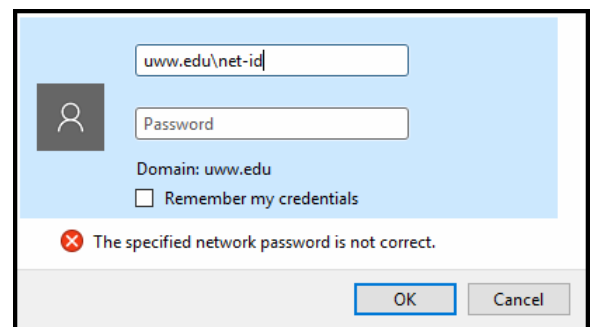 uww.edu\net-id
Password
Domain: uww.edu
Remember my credentials
The specified network password is not correct.
OK
Cancel